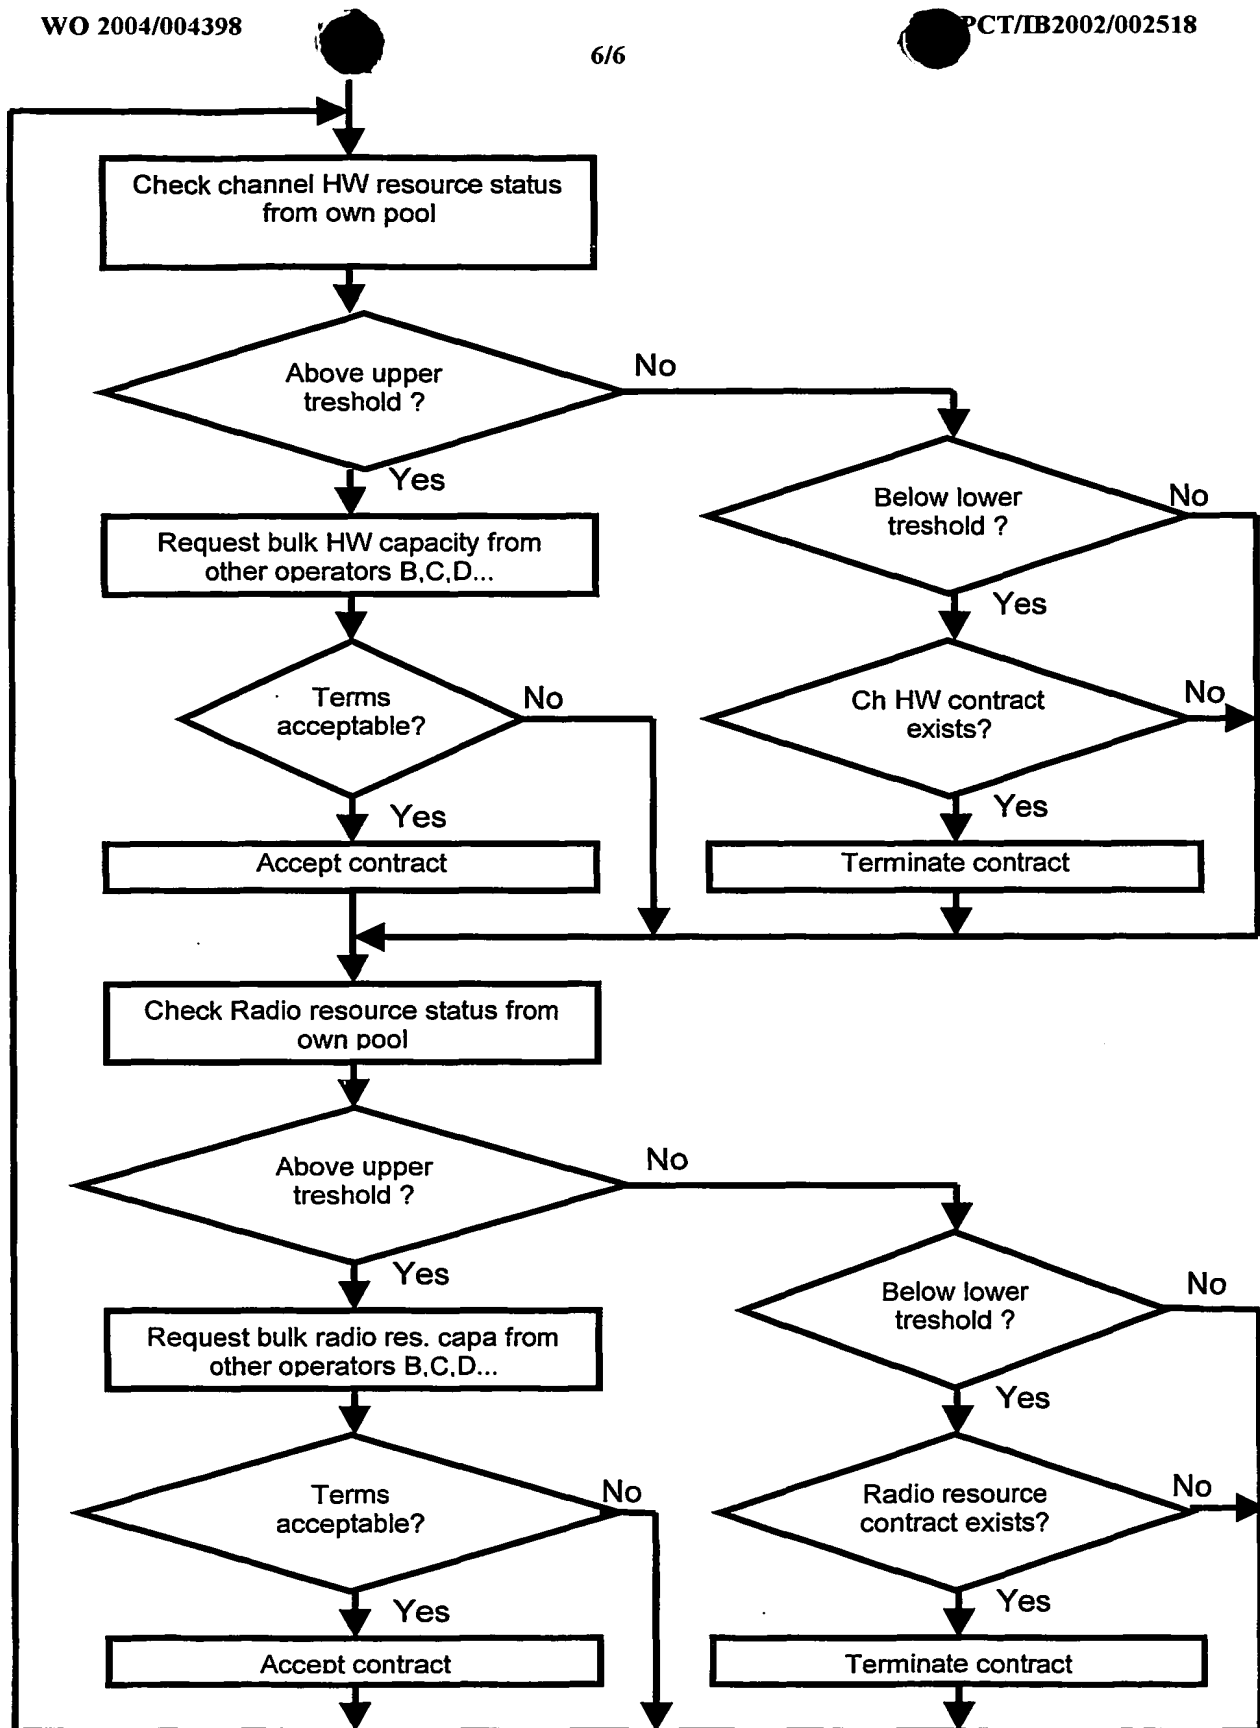 WO 2004/004398
PCT/IB2002/002518
6/6
Check channel HW resource status
from own pool
Above upper
treshold ?
No
Yes
Below lower
treshold ?
No
Request bulk HW capacity from
other operators B,C,D...
Yes
Terms
acceptable?
No
Ch HW contract
exists?
No
Yes
Yes
Accept contract
Terminate contract
Check Radio resource status from
own pool
Above upper
treshold ?
No
Yes
Below lower
treshold ?
No
Request bulk radio res. capa from
other operators B,C,D...
Yes
Terms
acceptable?
No
Radio resource
contract exists?
No
Yes
Yes
Accept contract
Terminate contract